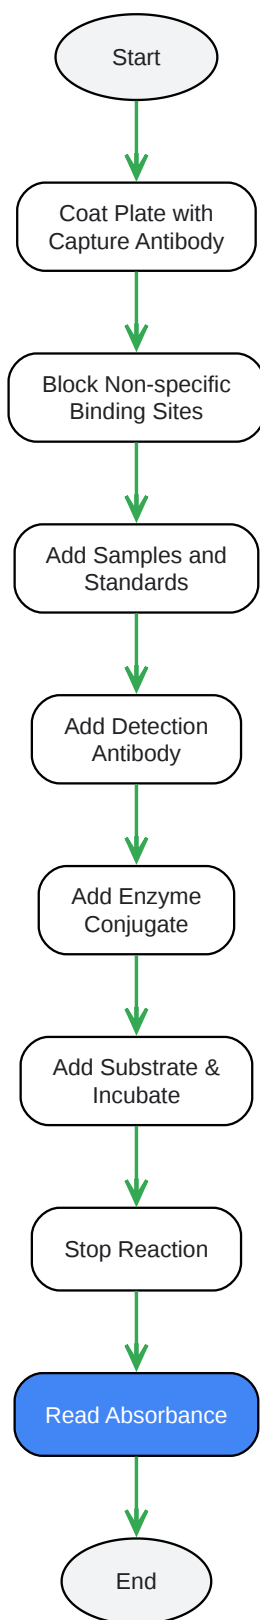 Start
Coat Plate with
Capture Antibody
Block Non-specific
Binding Sites
Add Samples and
Standards
Add Detection
Antibody
Add Enzyme
Conjugate
Add Substrate &
Incubate
Stop Reaction
Read Absorbance
End